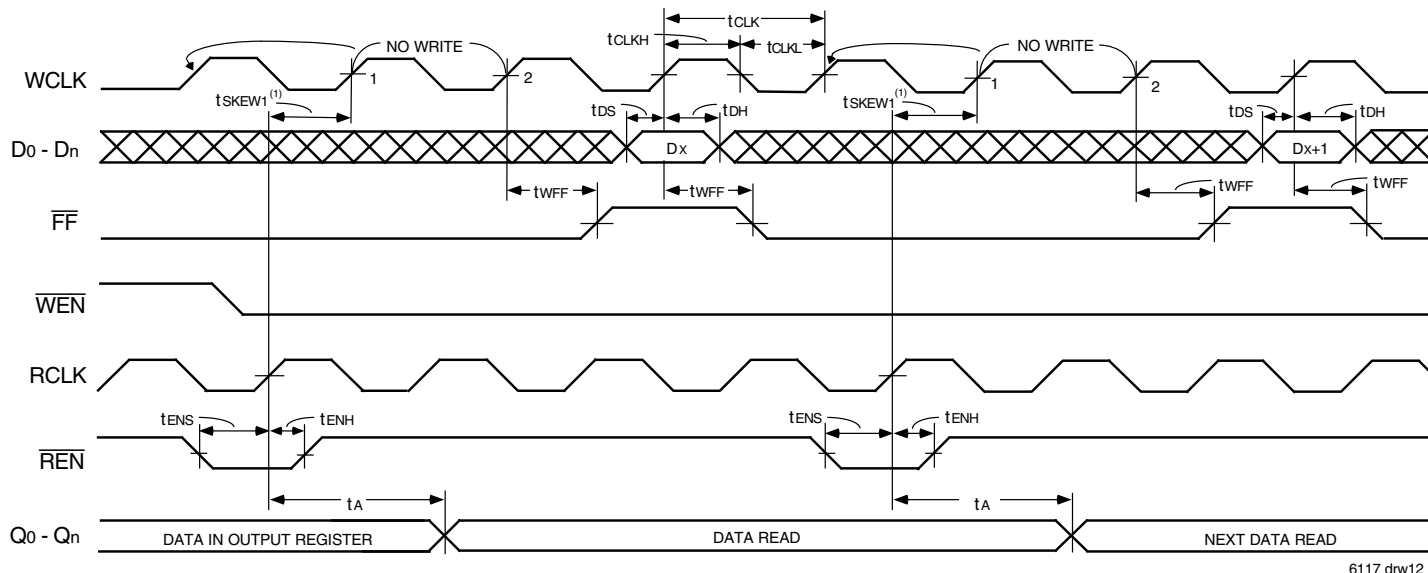 tCLK
tCLKH
tCLKL
NO WRITE
NO WRITE
WCLK
1
2
1
2
tSKEW1(1)
tSKEW1(1)
tDS
tDH
tDS
tDH
D0 - Dn
Dx
Dx+1
tWFF
tWFF
tWFF
tWFF
FF
WEN
RCLK
tENS
tENH
tENS
tENH
REN
tA
tA
Q0 - Qn
DATA IN OUTPUT REGISTER
DATA READ
NEXT DATA READ
6117 drw12